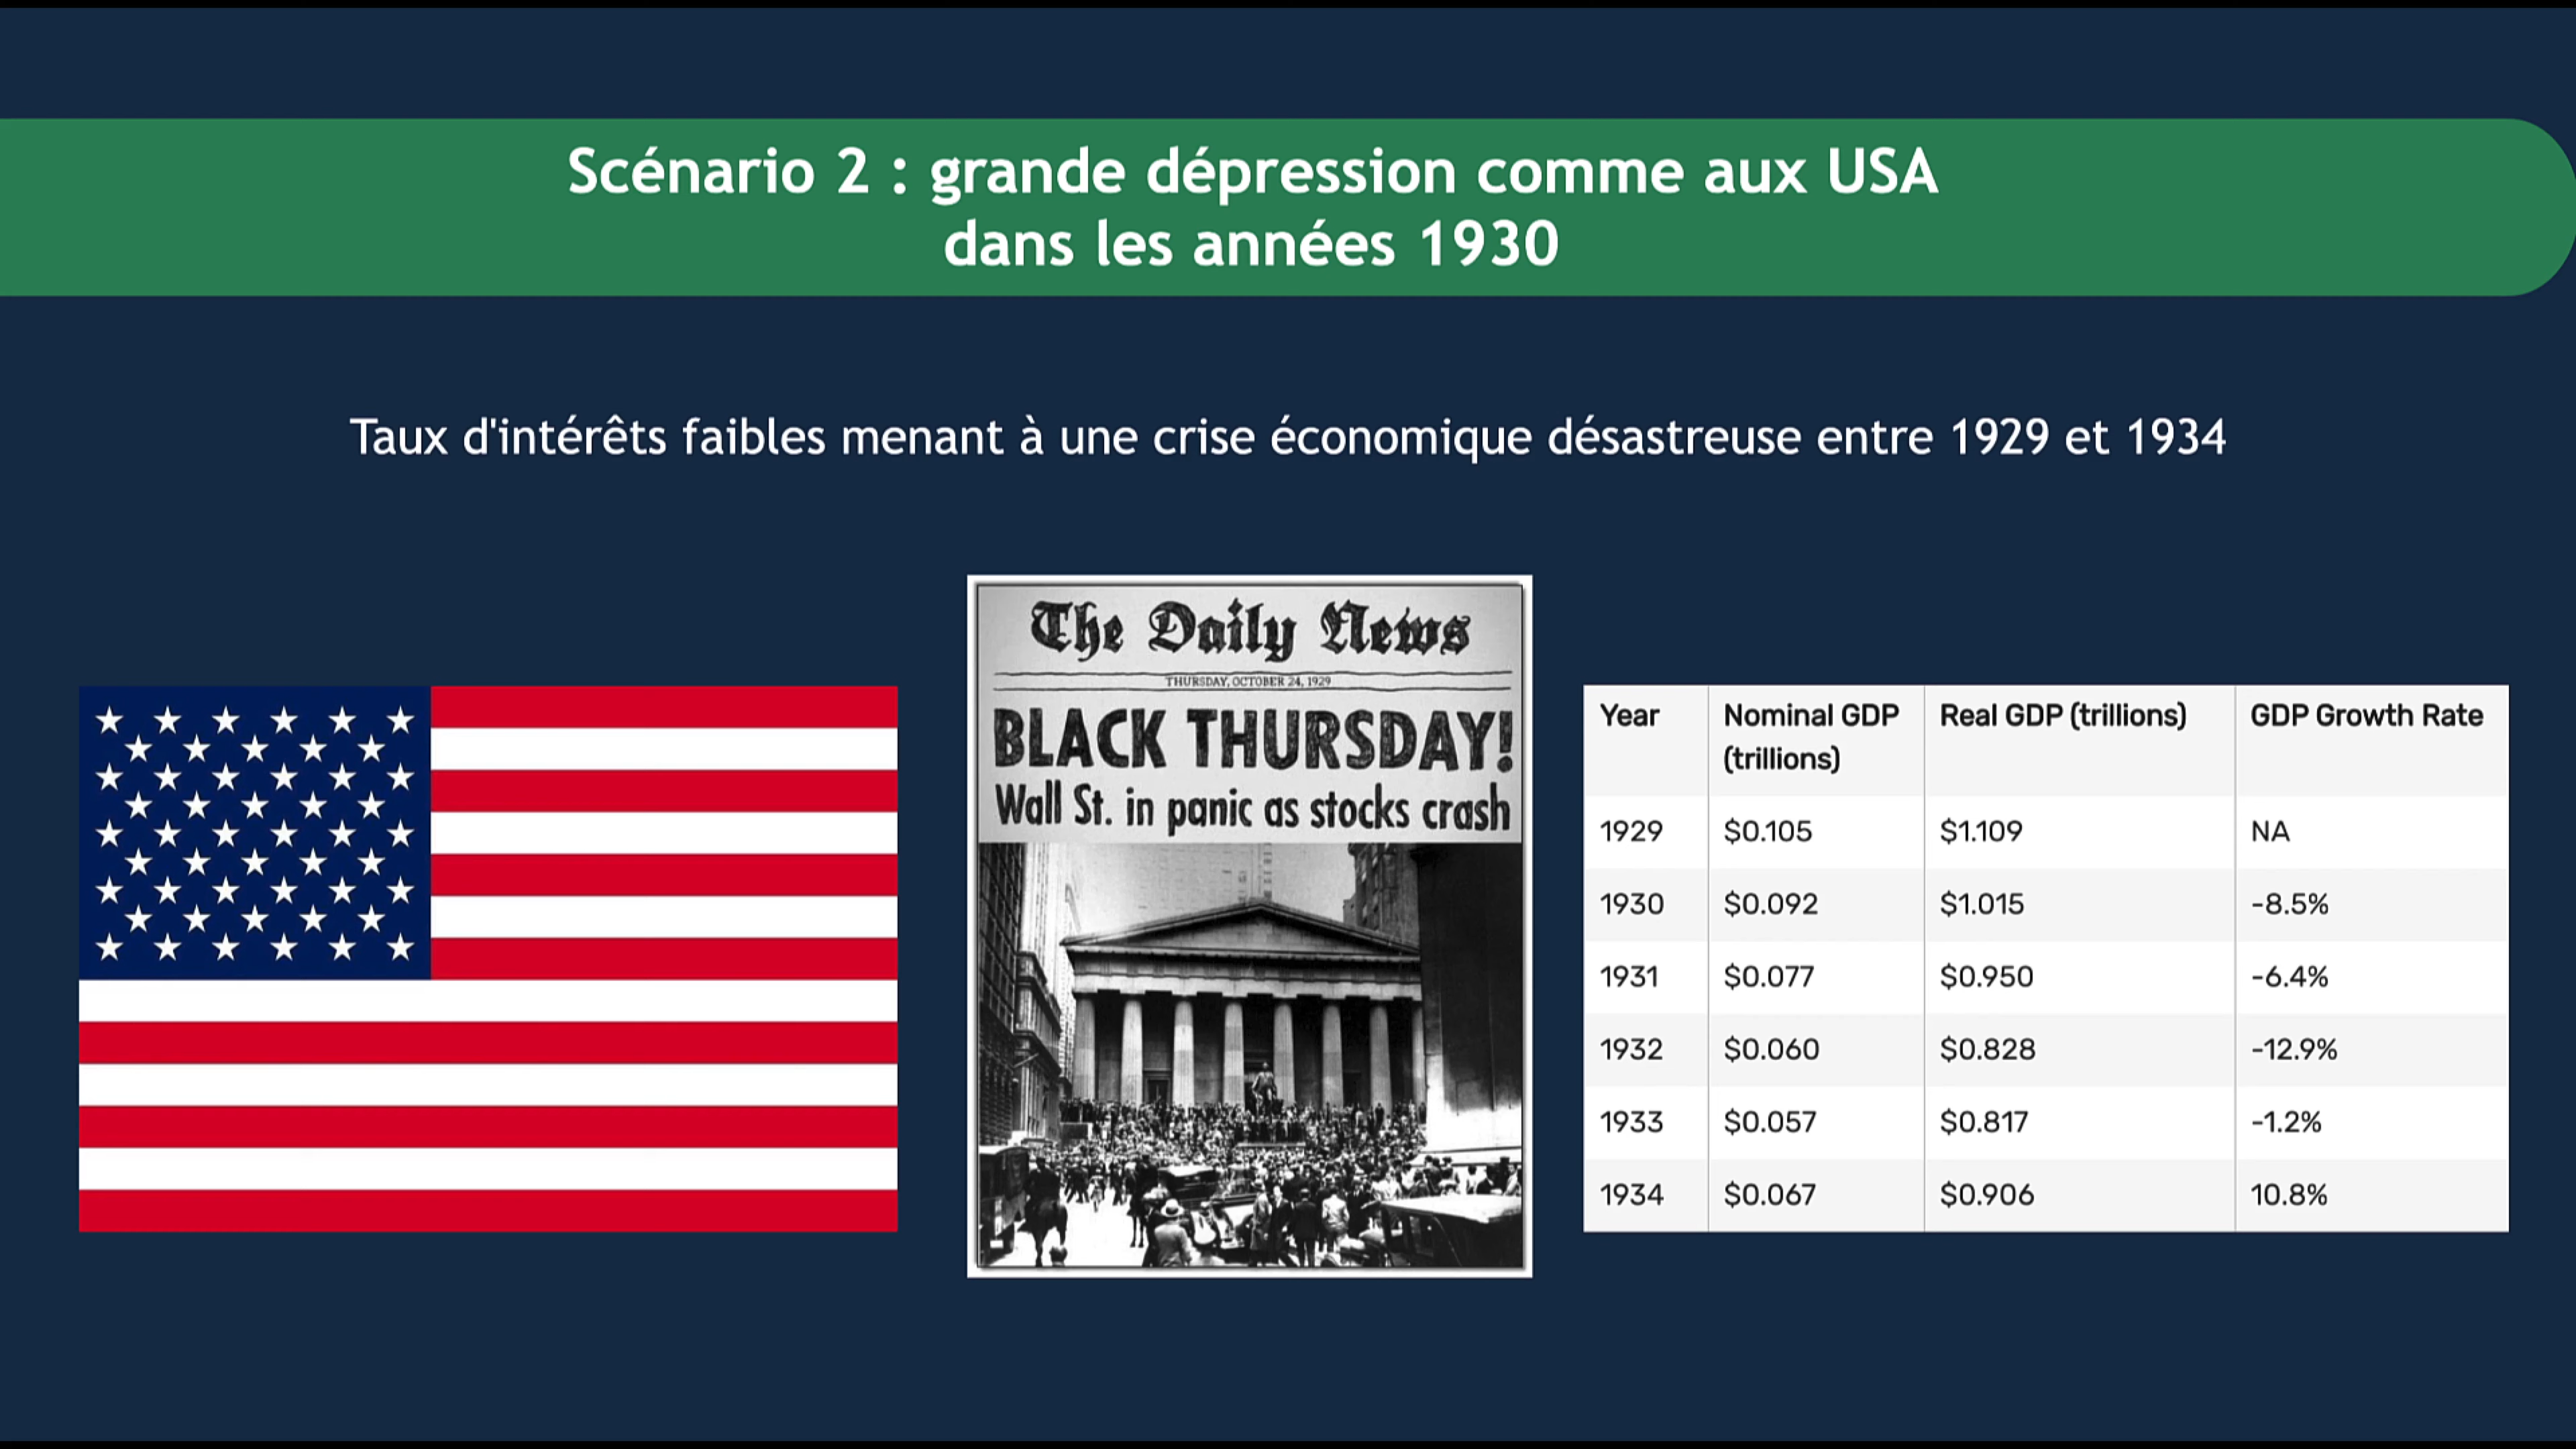 Scénario 2 : grande dépression comme aux USA
dans les années 1930
Taux d'intérêts faibles menant à une crise économique désastreuse entre 1929 et 1934
The Daily News
THURSDAY, OCTOBER 24, 1929
BLACK THURSDAY!
Wall St. in panic as stocks crash
Year Nominal GDP (trillions) Real GDP (trillions) GDP Growth Rate
1929 $0.105 $1.109 NA
1930 $0.092 $1.015 -8.5%
1931 $0.077 $0.950 -6.4%
1932 $0.060 $0.828 -12.9%
1933 $0.057 $0.817 -1.2%
1934 $0.067 $0.906 10.8%